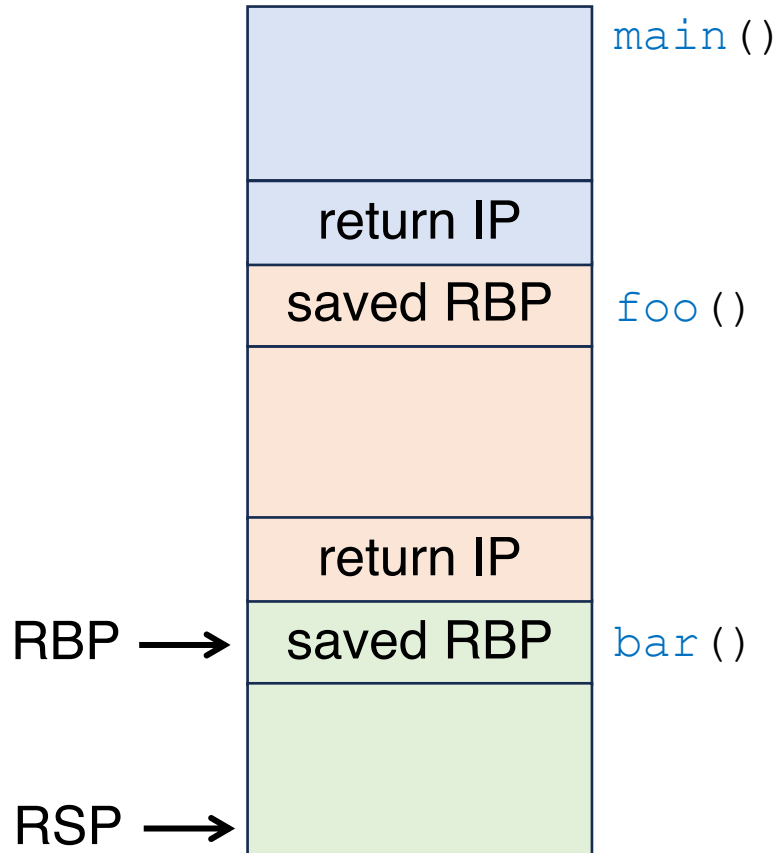 main()
return IP
saved RBP foo()
return IP
RBP → saved RBP bar()
RSP →